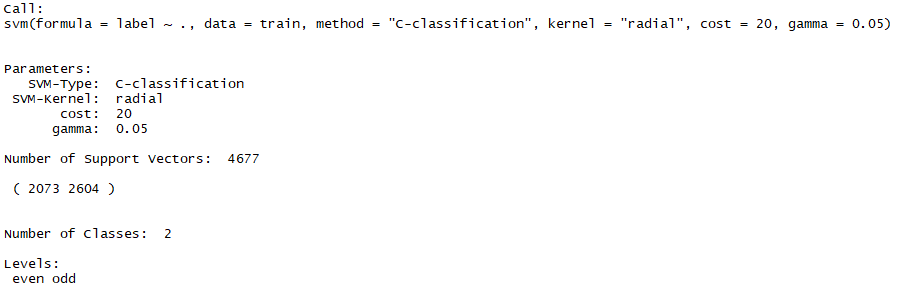 Call:
svm(formula = label ~ ., data = train, method = "C-classification", kernel = "radial", cost = 20, gamma = 0.05)
Parameters:
SVM-Type: C-classification
SVM-Kernel: radial
cost: 20
gamma: 0.05
Number of Support Vectors: 4677
( 2073 2604 )
Number of Classes: 2
Levels:
even odd